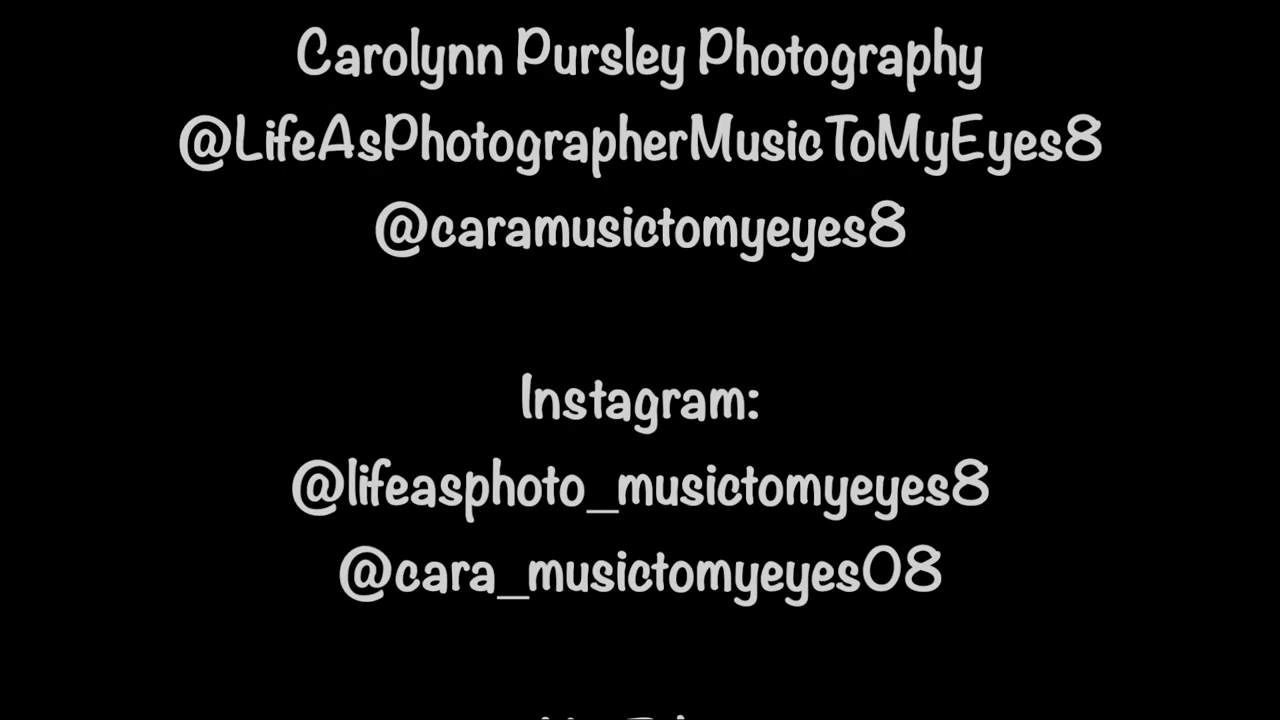 Carolynn Pursley Photography
@LifeAsPhotographerMusicToMyEyes8
@caramusictomyeyes8
Instagram:
@lifeasphoto_musictomyeyes8
@cara_musictomyeyes08